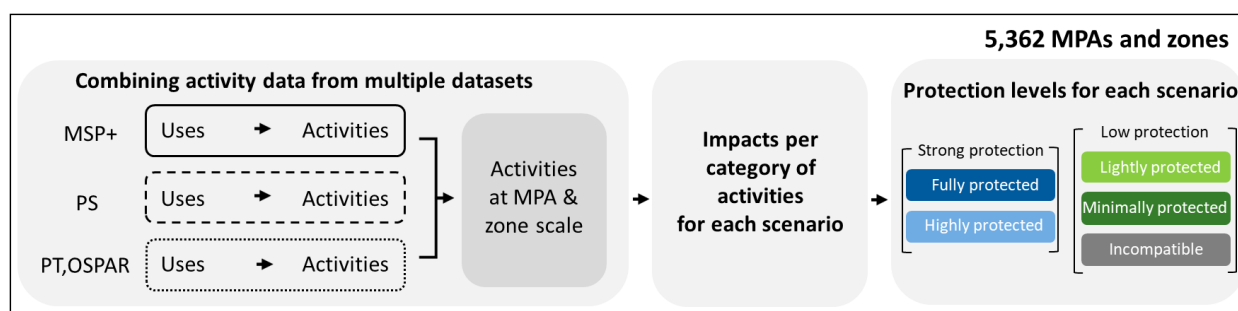 5,362 MPAs and zones
Combining activity data from multiple datasets
MSP+
Uses
Activities
PS
Uses
Activities
PT,OSPAR
Uses
Activities
Activities
at MPA &
zone scale
Impacts per
category of
activities
for each scenario
Protection levels for each scenario
Strong protection
Fully protected
Highly protected
Low protection
Lightly protected
Minimally protected
Incompatible